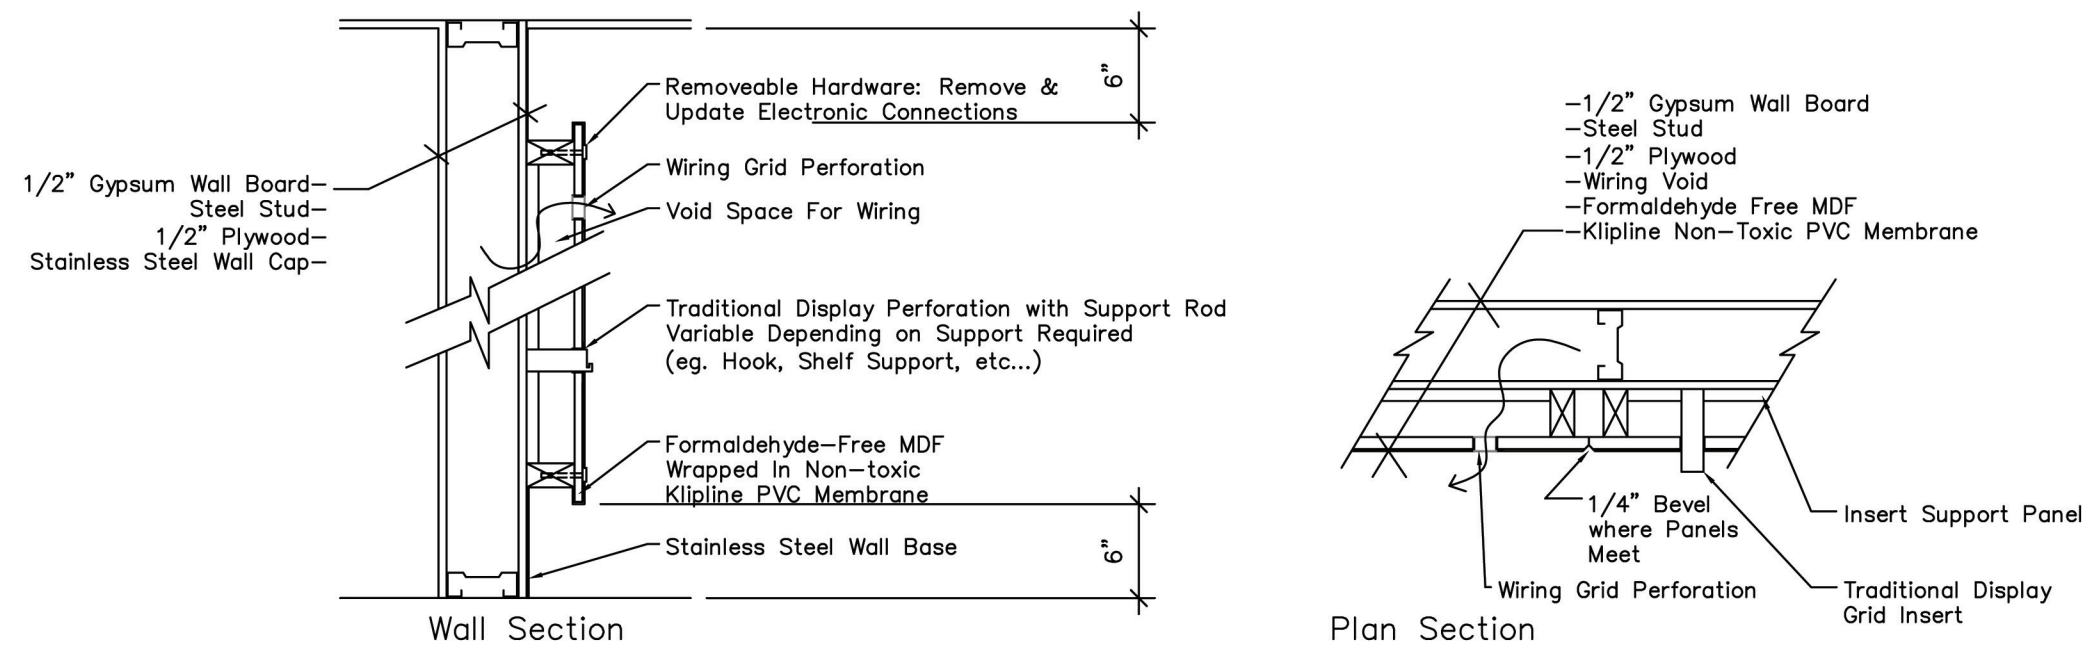 Removeable Hardware: Remove &
Update Electronic Connections
6"
Wiring Grid Perforation
Void Space For Wiring
1/2" Gypsum Wall Board-
Steel Stud-
1/2" Plywood-
Stainless Steel Wall Cap-
Traditional Display Perforation with Support Rod
Variable Depending on Support Required
(eg. Hook, Shelf Support, etc...)
Formaldehyde-Free MDF
Wrapped In Non-toxic
Klipline PVC Membrane
Stainless Steel Wall Base
6"
Wall Section
-1/2" Gypsum Wall Board
-Steel Stud
-1/2" Plywood
-Wiring Void
-Formaldehyde Free MDF
-Klipline Non-Toxic PVC Membrane
1/4" Bevel
where Panels
Meet
Insert Support Panel
Wiring Grid Perforation
Traditional Display
Grid Insert
Plan Section